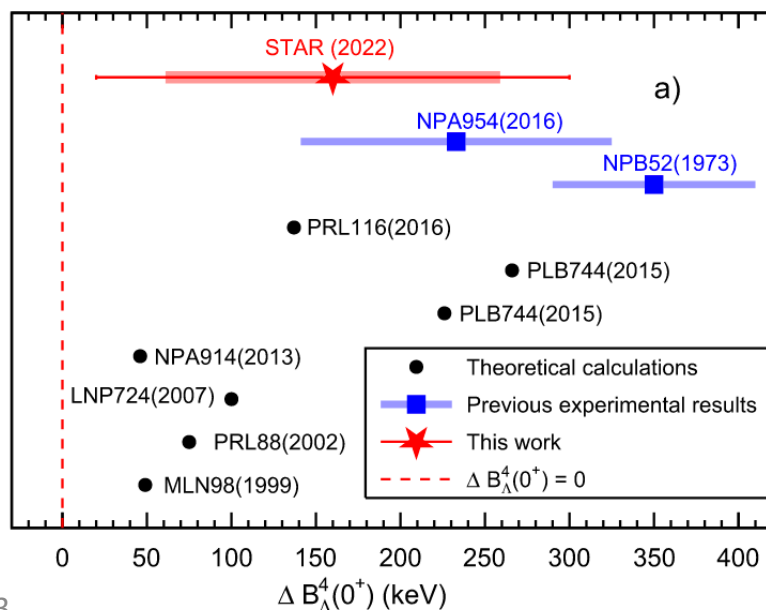 STAR (2022)
a)
NPA954(2016)
NPB52(1973)
PRL116(2016)
PLB744(2015)
PLB744(2015)
NPA914(2013)
LNP724(2007)
PRL88(2002)
MLN98(1999)
Theoretical calculations
Previous experimental results
This work
Δ B⁴_Λ(0⁺) = 0
0 50 100 150 200 250 300 350 400
Δ B⁴_Λ(0⁺) (keV)